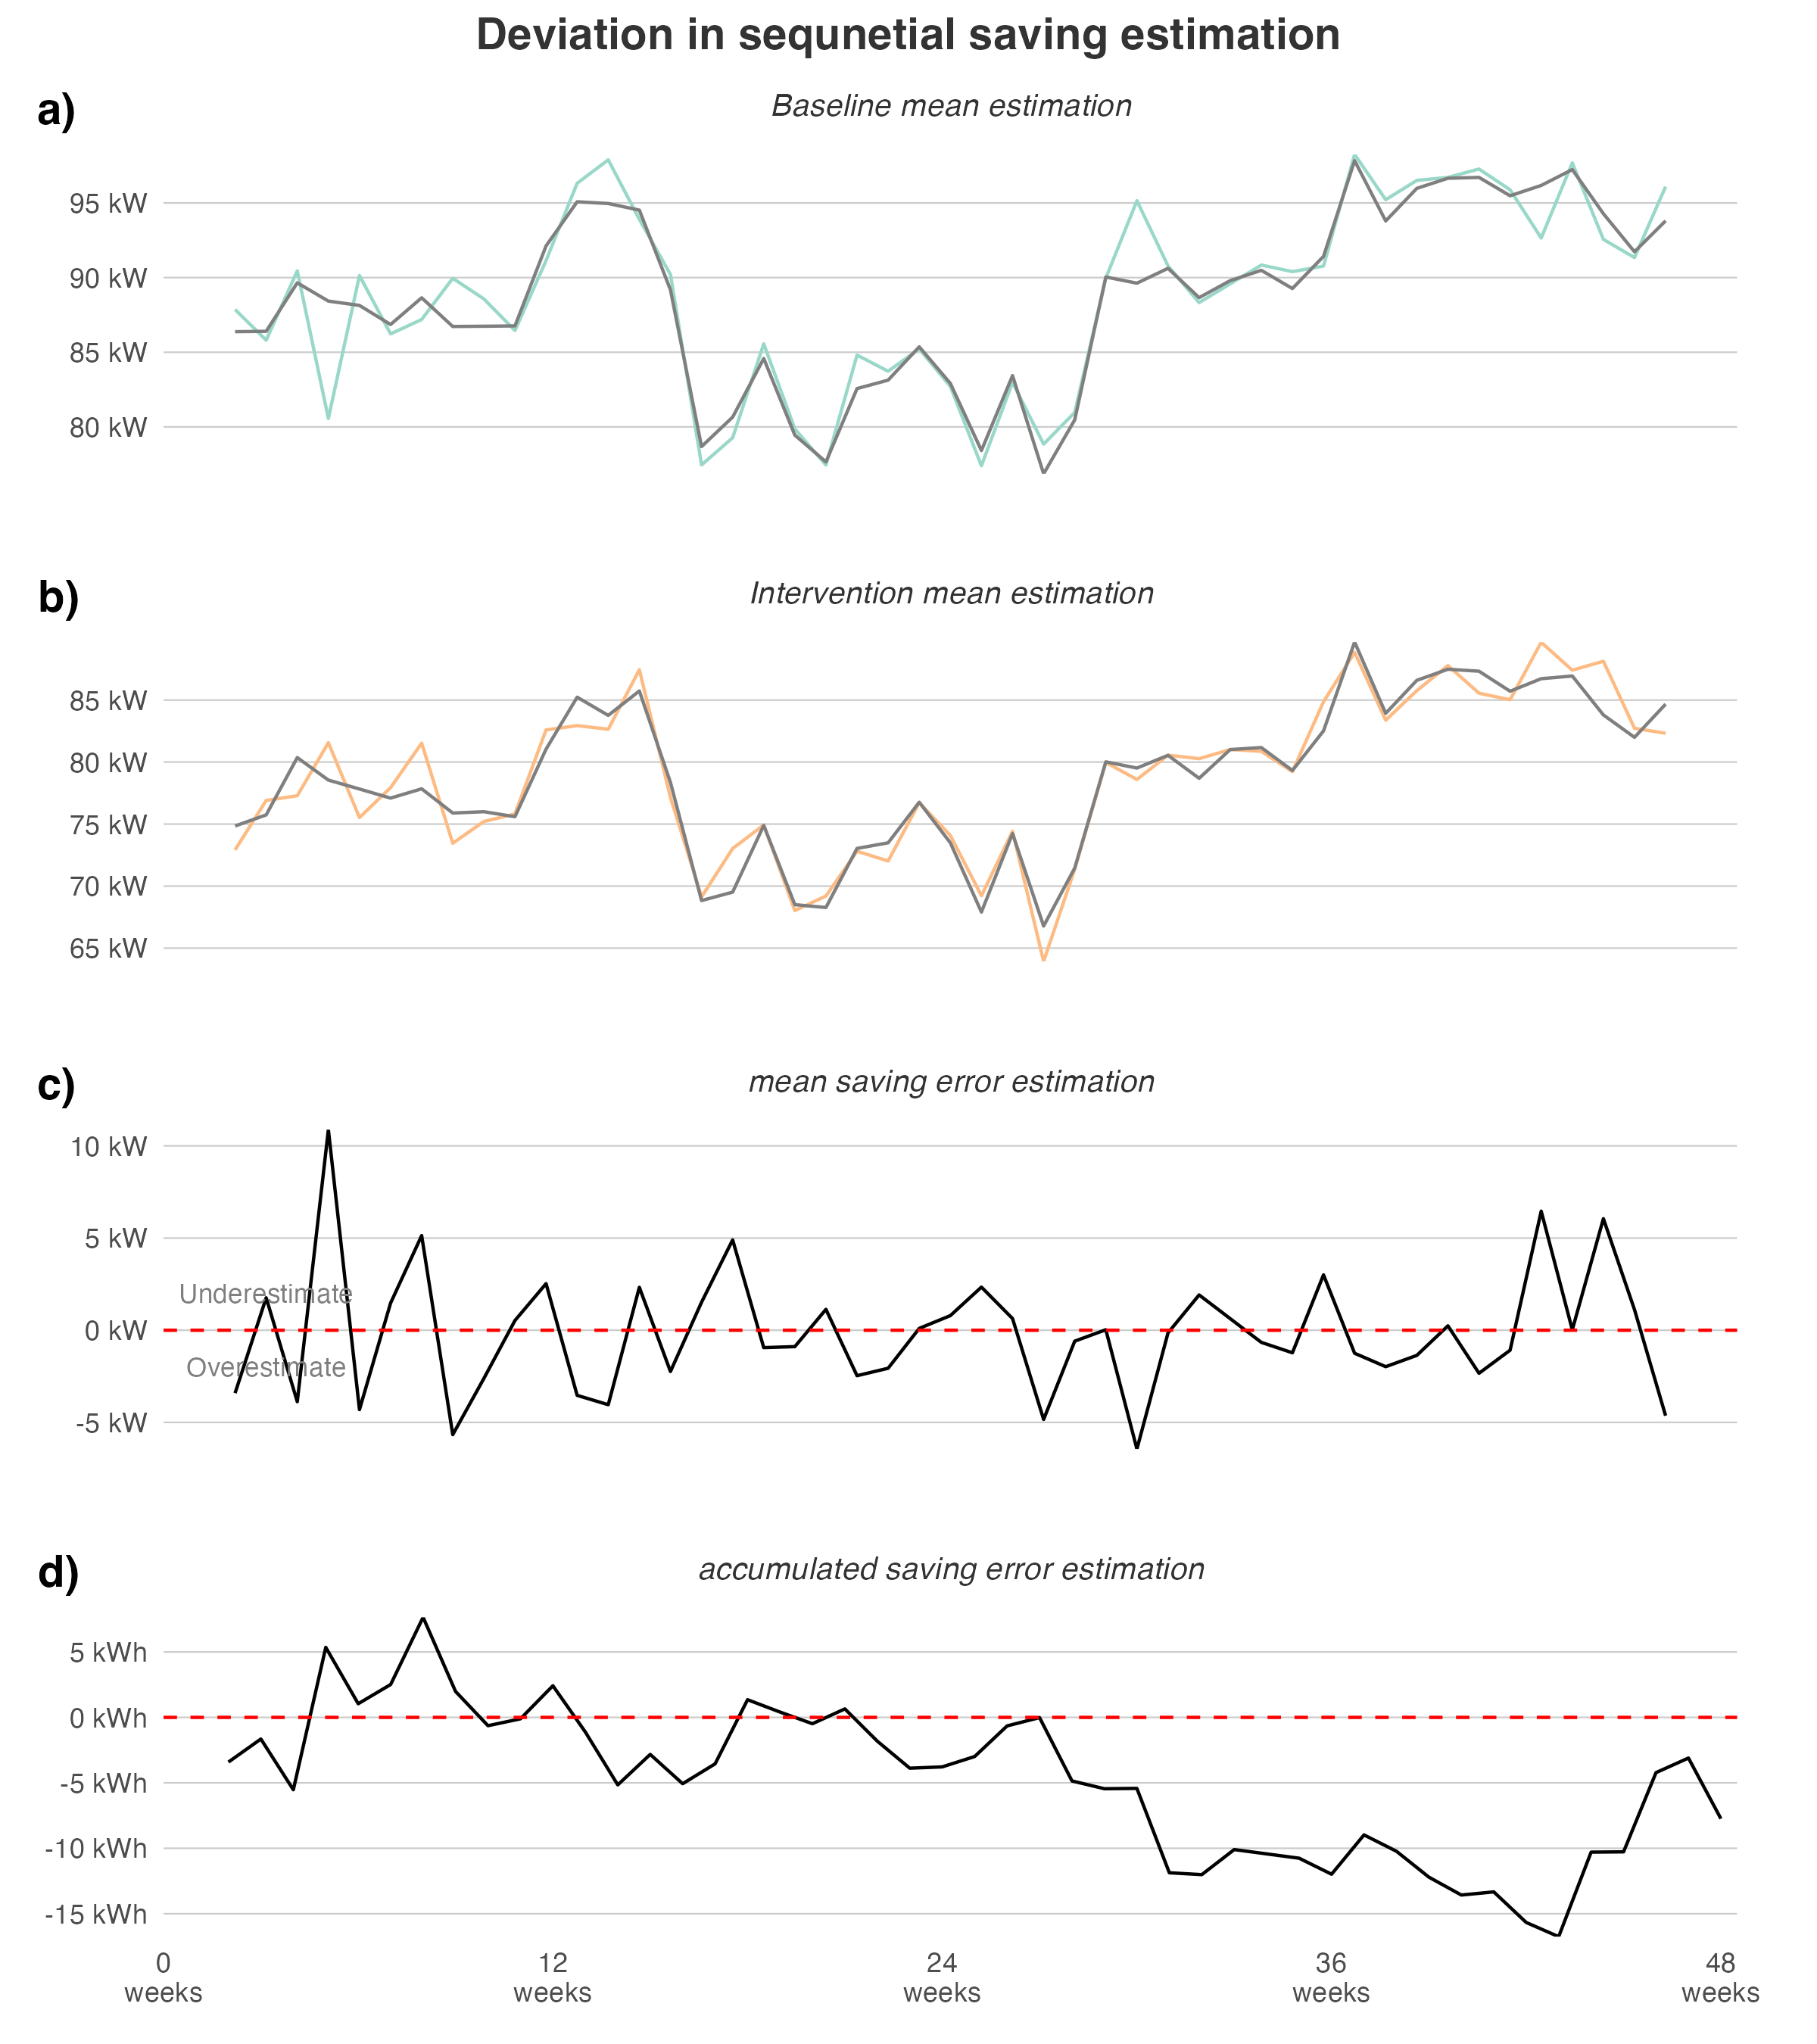 Deviation in sequnetial saving estimation
a)
Baseline mean estimation
95 kW
90 kW
85 kW
80 kW
b)
Intervention mean estimation
85 kW
80 kW
75 kW
70 kW
65 kW
c)
mean saving error estimation
10 kW
5 kW
Underestimate
0 kW
Overestimate
-5 kW
d)
accumulated saving error estimation
5 kWh
0 kWh
-5 kWh
-10 kWh
-15 kWh
0 12 24 36 48
weeks weeks weeks weeks weeks